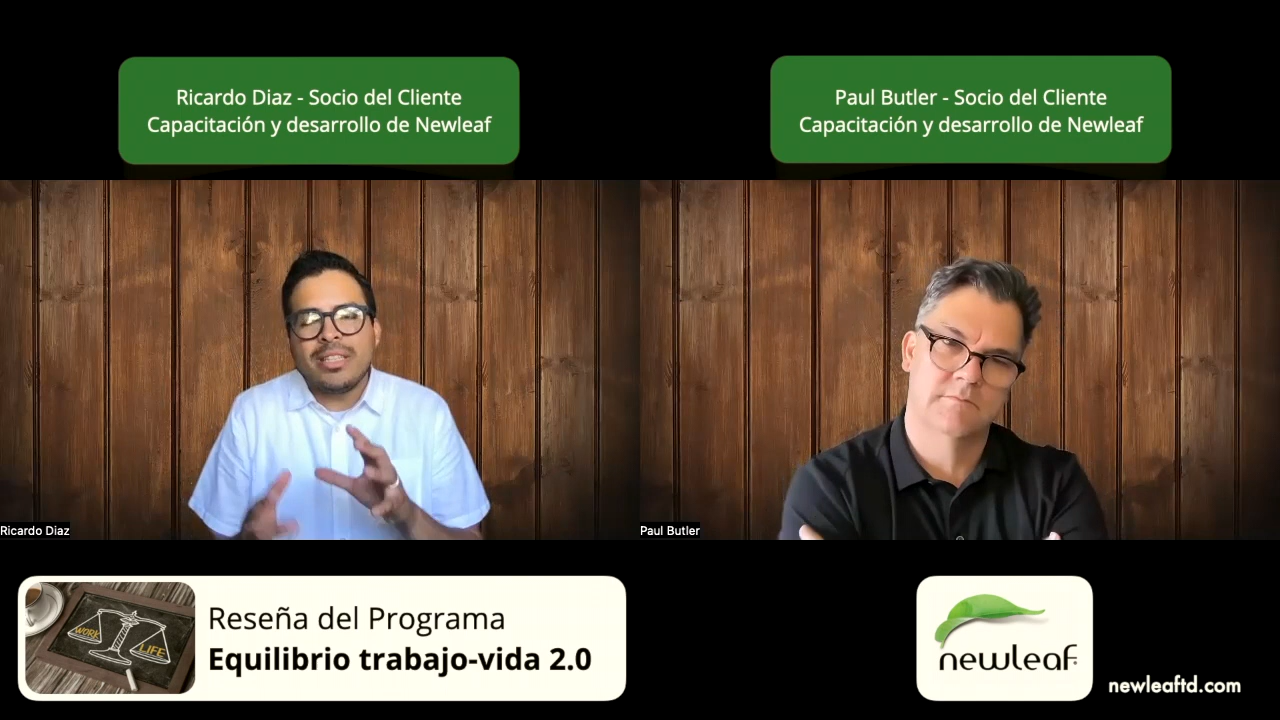 Ricardo Diaz - Socio del Cliente
Capacitación y desarrollo de Newleaf
Paul Butler - Socio del Cliente
Capacitación y desarrollo de Newleaf
Ricardo Diaz
Paul Butler
WORK
LIFE
Reseña del Programa
Equilibrio trabajo-vida 2.0
newleaf
newleaftd.com